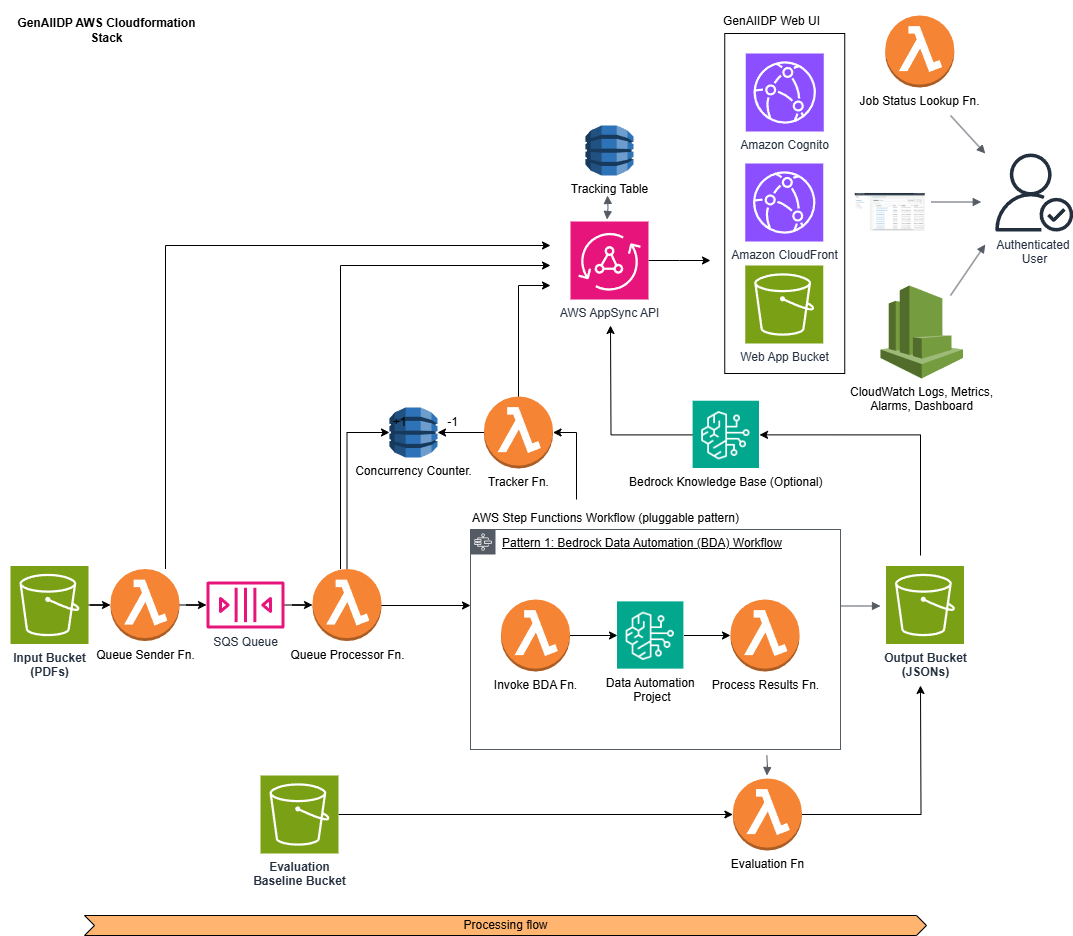 GenAIIDP AWS Cloudformation
Stack
GenAIIDP Web UI
Job Status Lookup Fn.
Amazon Cognito
Tracking Table
Amazon CloudFront
Authenticated
User
AWS AppSync API
Web App Bucket
CloudWatch Logs, Metrics,
Alarms, Dashboard
+1
-1
Concurrency Counter.
Tracker Fn.
Bedrock Knowledge Base (Optional)
AWS Step Functions Workflow (pluggable pattern)
Pattern 1: Bedrock Data Automation (BDA) Workflow
Input Bucket
(PDFs)
Queue Sender Fn.
SQS Queue
Queue Processor Fn.
Invoke BDA Fn.
Data Automation
Project
Process Results Fn.
Output Bucket
(JSONs)
Evaluation
Baseline Bucket
Evaluation Fn
Processing flow